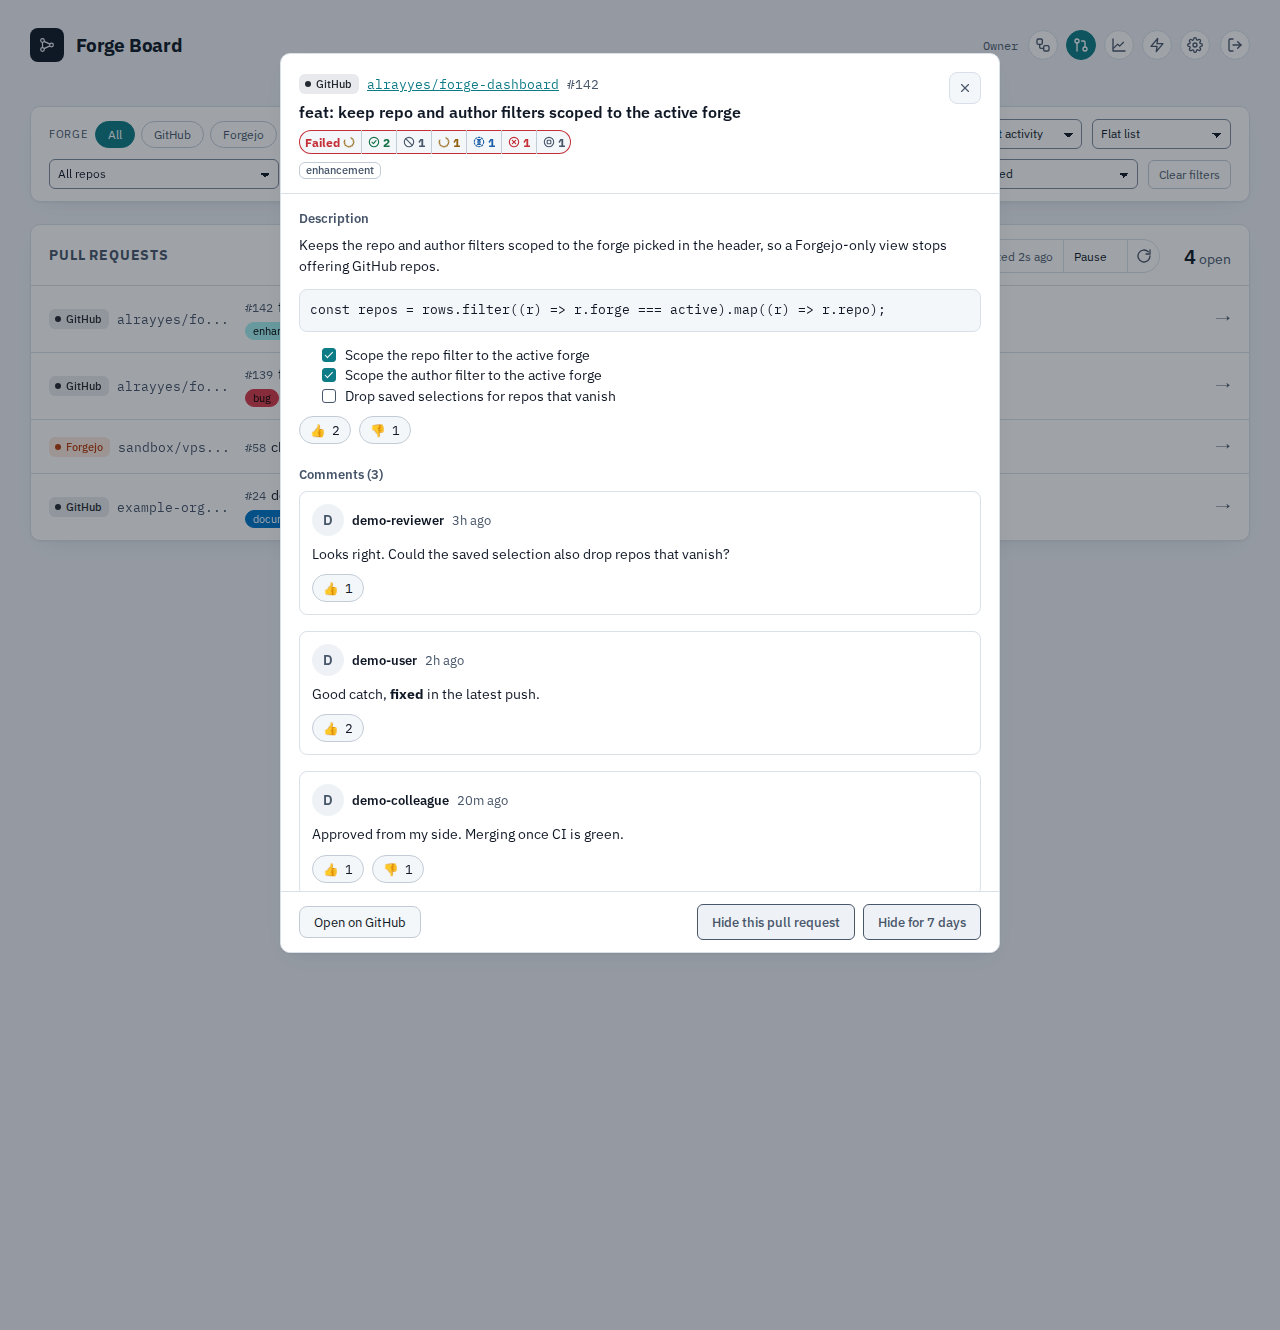 Forge Board
Owner
GitHub alrayyes/forge-dashboard #142
feat: keep repo and author filters scoped to the active forge
Failed 2 1 1 1 1 1
enhancement
FORGE All GitHub Forgejo
activity Flat list
All repos
Clear filters
Description
Keeps the repo and author filters scoped to the forge picked in the header, so a Forgejo-only view stops
offering GitHub repos.
const repos = rows.filter((r) => r.forge === active).map((r) => r.repo);
Scope the repo filter to the active forge
Scope the author filter to the active forge
Drop saved selections for repos that vanish
👍 2 👎 1
Comments (3)
D demo-reviewer 3h ago
Looks right. Could the saved selection also drop repos that vanish?
👍 1
D demo-user 2h ago
Good catch, fixed in the latest push.
👍 2
D demo-colleague 20m ago
Approved from my side. Merging once CI is green.
👍 1 👎 1
Open on GitHub Hide this pull request Hide for 7 days
PULL REQUESTS
2s ago Pause 4 open
GitHub alrayyes/fo... #142
GitHub alrayyes/fo... #139
bug
Forgejo sandbox/vps... #58
GitHub example-org... #24